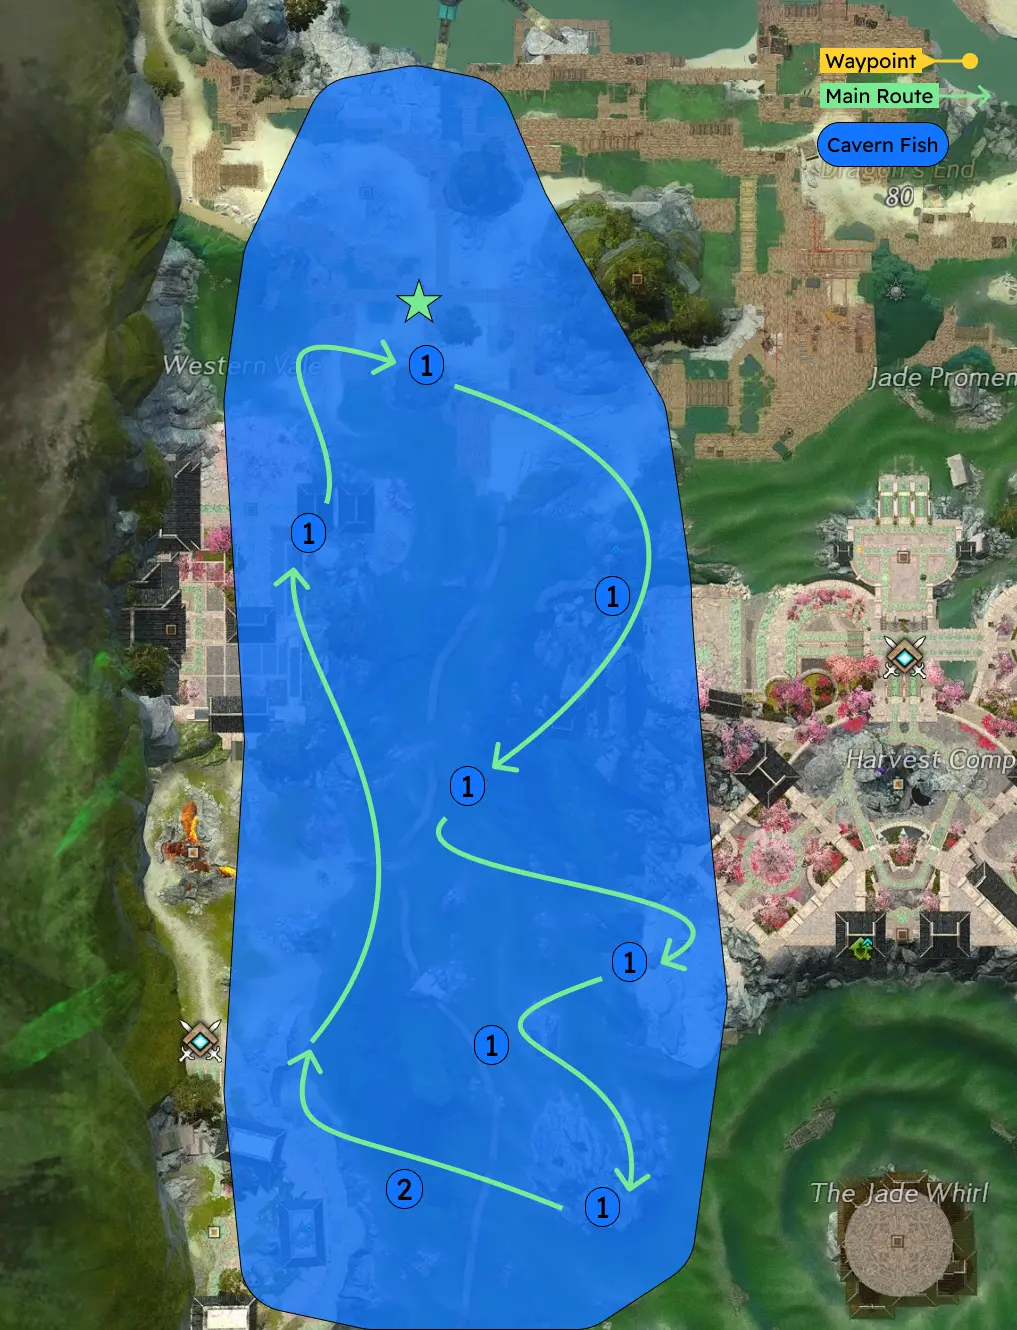 Waypoint
Main Route
Cavern Fish
Dragon's End
80
Western Vale
1
Jade Promen
1
1
1
Harvest Comp
1
1
1
2
1
The Jade Whirl